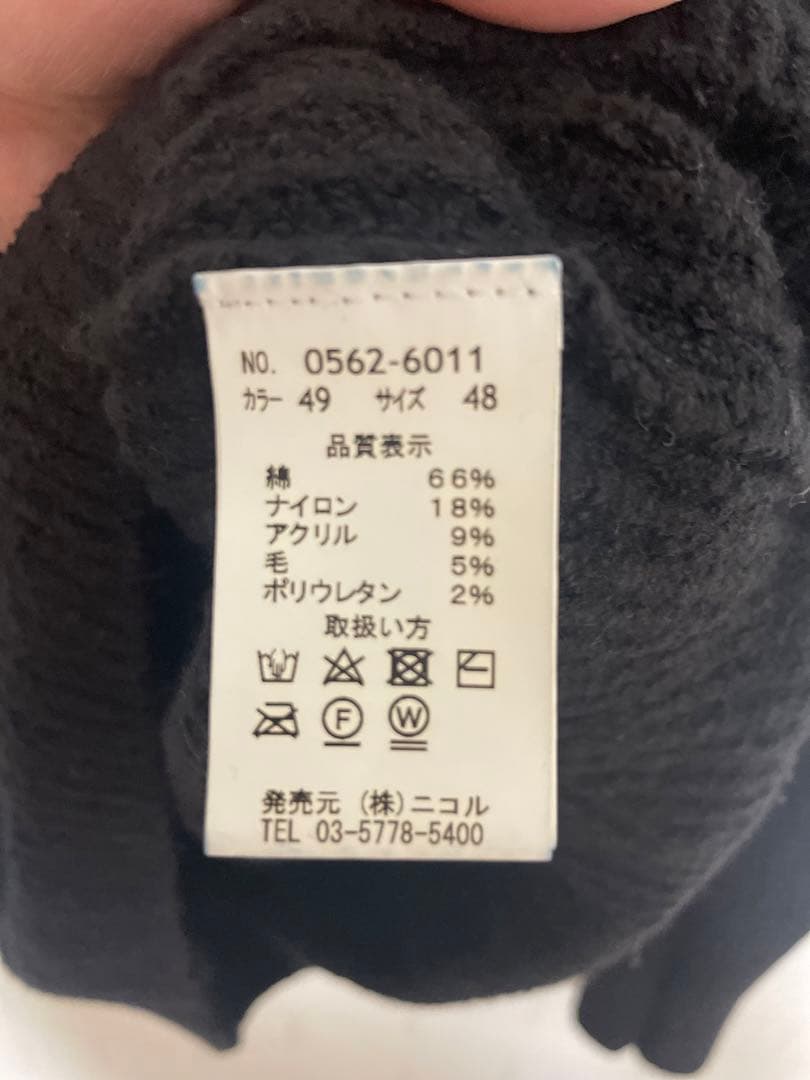 NO. 0562-6011
カラー 49 サイズ 48
品質表示
綿 66%
ナイロン 18%
アクリル 9%
毛 5%
ポリウレタン 2%
取扱い方
F W
発売元 (株)ニコル
TEL 03-5778-5400